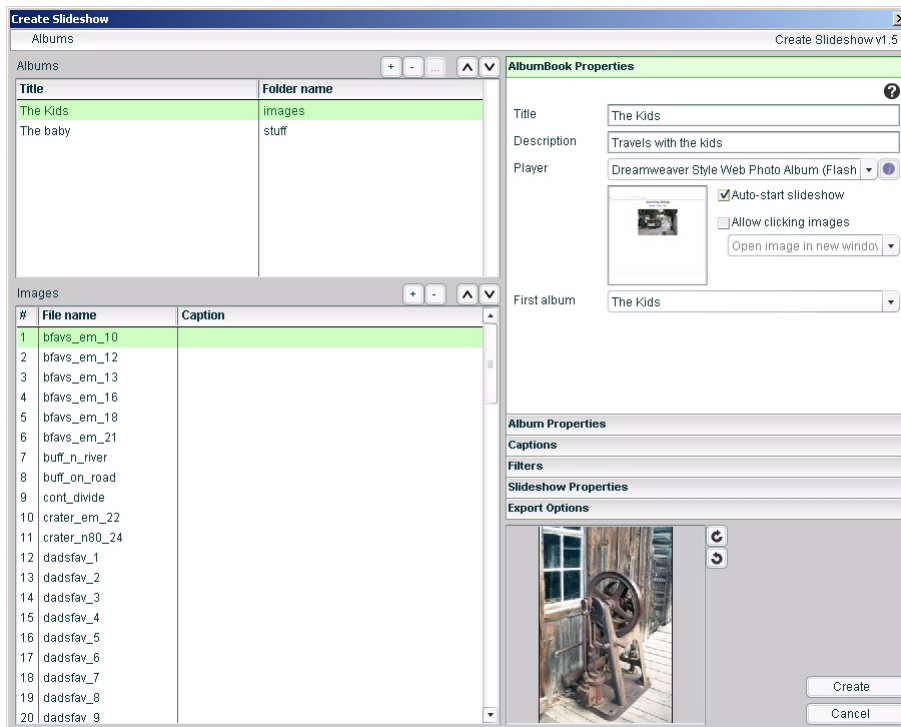 Create Slideshow
Albums
Create Slideshow v1.5
Albums
+ - ...
Title Folder name
The Kids images
The baby stuff
Images
+ -
# File name Caption
1 bfavs_em_10
2 bfavs_em_12
3 bfavs_em_13
4 bfavs_em_16
5 bfavs_em_18
6 bfavs_em_21
7 buff_n_river
8 buff_on_road
9 cont_divide
10 crater_em_22
11 crater_n80_24
12 dadsfav_1
13 dadsfav_2
14 dadsfav_3
15 dadsfav_4
16 dadsfav_5
17 dadsfav_6
18 dadsfav_7
19 dadsfav_8
20 dadsfav_9
AlbumBook Properties
?
Title The Kids
Description Travels with the kids
Player Dreamweaver Style Web Photo Album (Flash
Auto-start slideshow
Allow clicking images
Open image in new window
First album The Kids
Album Properties
Captions
Filters
Slideshow Properties
Export Options
Create
Cancel